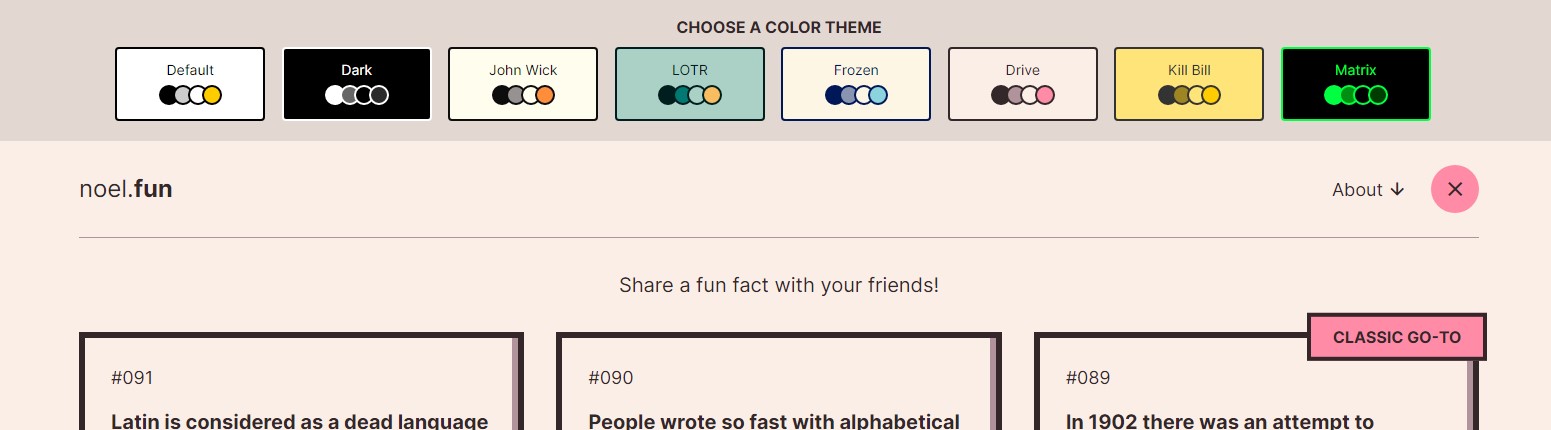 CHOOSE A COLOR THEME
Default
Dark
John Wick
LOTR
Frozen
Drive
Kill Bill
Matrix
noel.fun
About ↓
Share a fun fact with your friends!
#091
Latin is considered as a dead language
#090
People wrote so fast with alphabetical
CLASSIC GO-TO
#089
In 1902 there was an attempt to